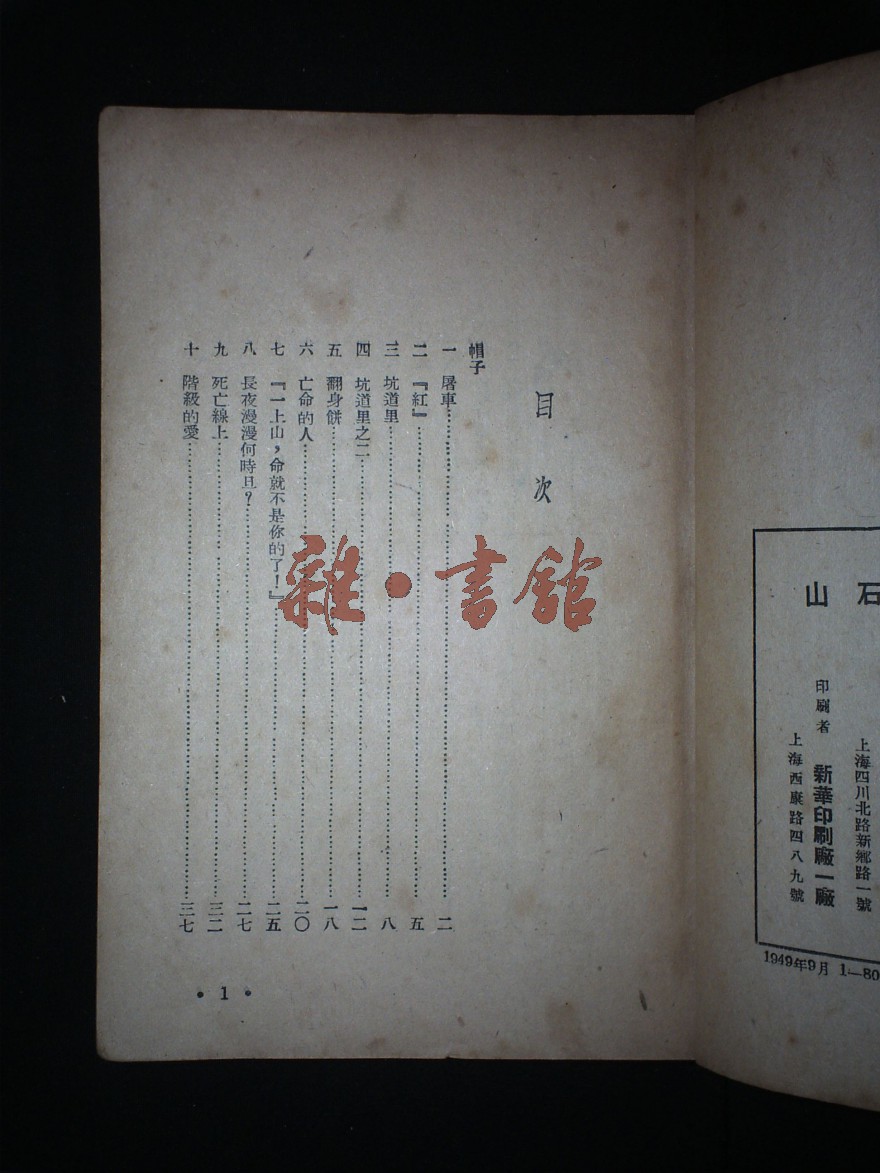 石山
上海四川北路新鄉路一號
印刷者 新華印刷廠一廠
上海西康路四八九號
1949年9月 1—80
目次
帽子
一 屠車 二
二 『紅』 五
三 坑道里 八
四 坑道里之二 一二
五 翻身餅 一八
六 亡命的人 二〇
七 『一上山，命就不是你的了！』 二五
八 長夜漫漫何時旦？ 二七
九 死亡線上 三二
十 階級的愛 三七
• 1 •
雜•書館